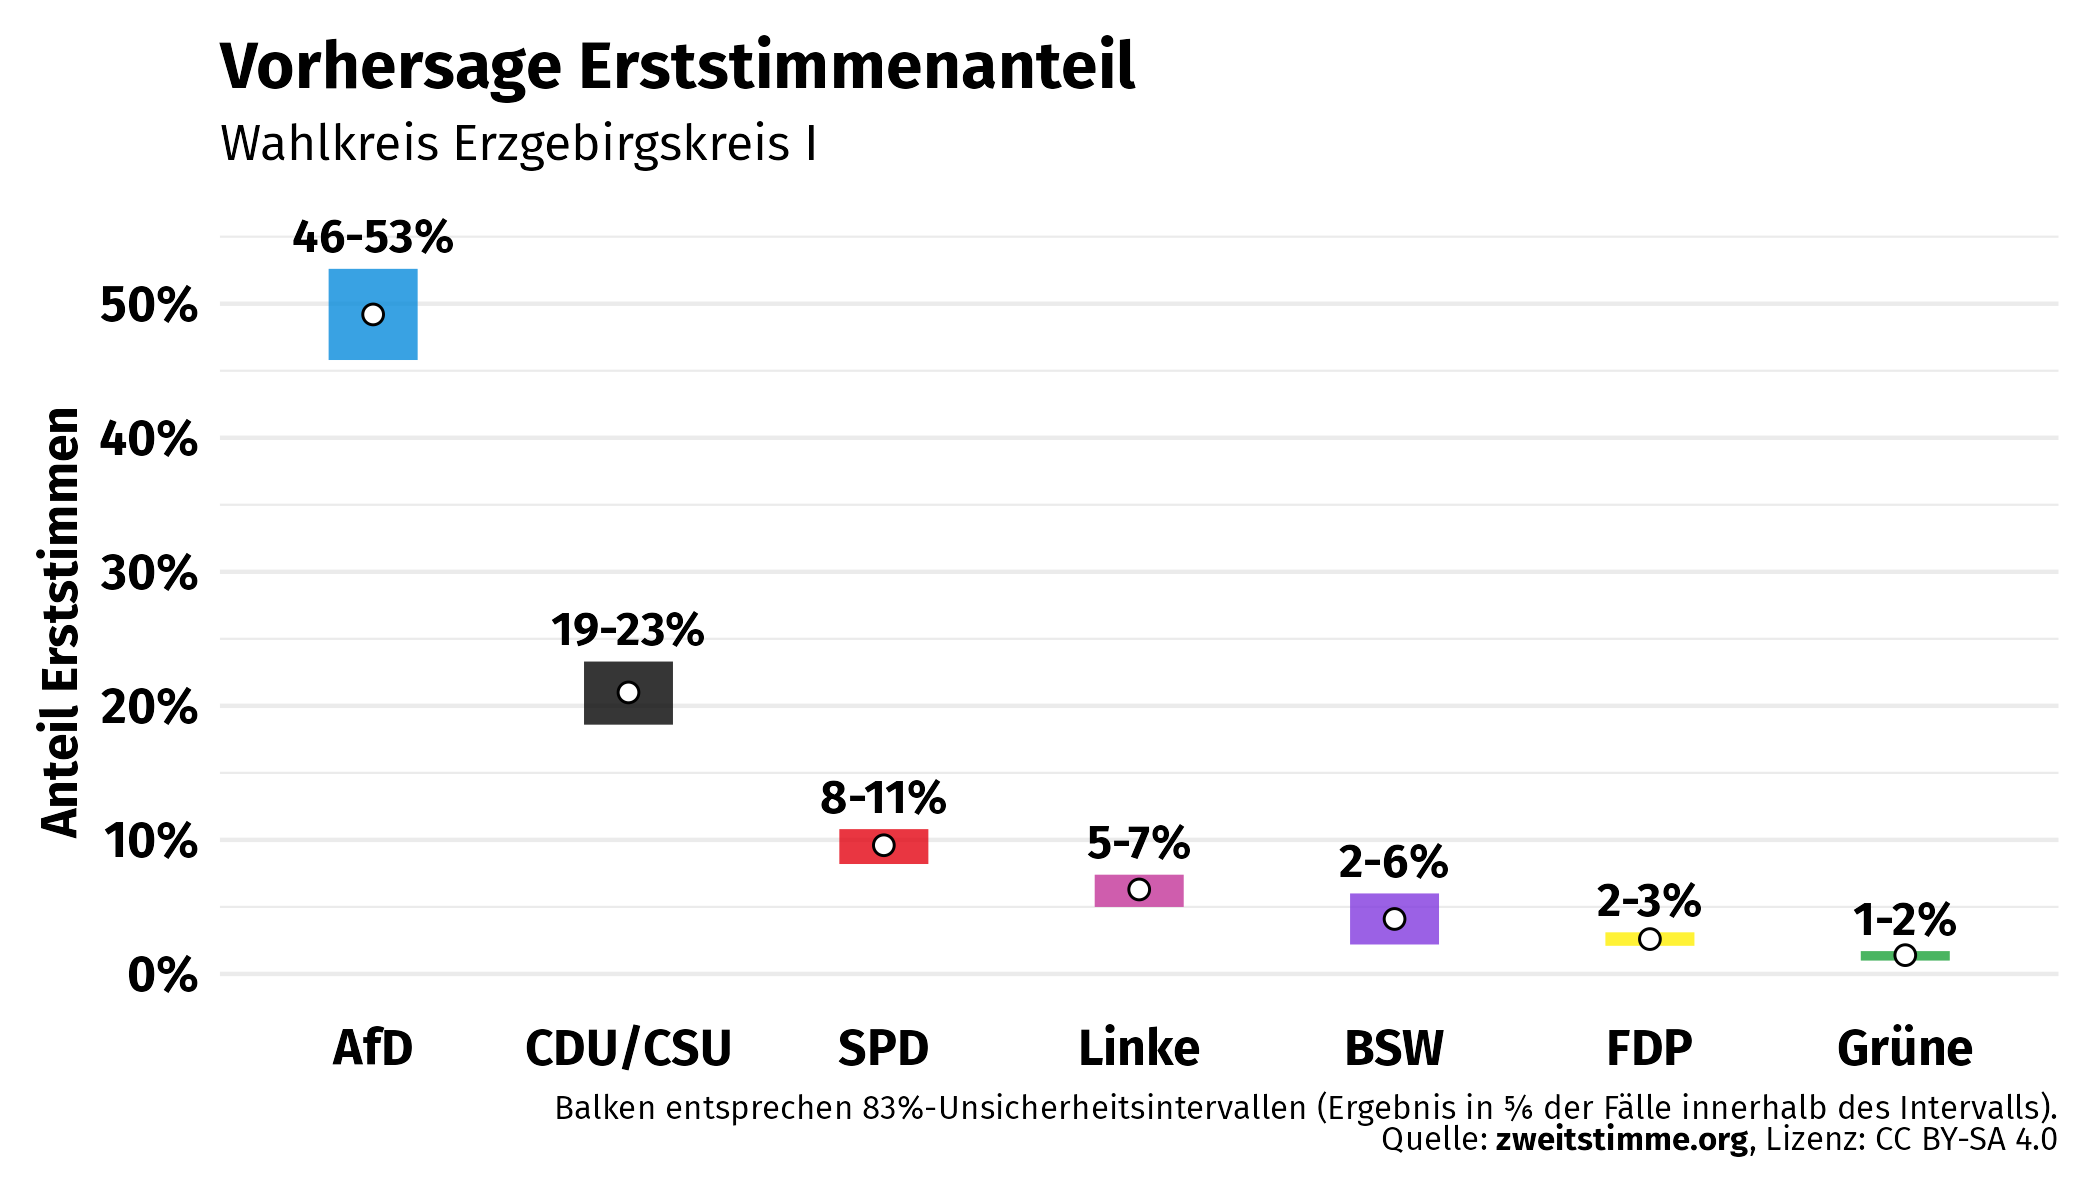 Vorhersage Erststimmenanteil
Wahlkreis Erzgebirgskreis I
Anteil Erststimmen
50%
40%
30%
20%
10%
0%
46-53%
19-23%
8-11%
5-7%
2-6%
2-3%
1-2%
AfD CDU/CSU SPD Linke BSW FDP Grüne
Balken entsprechen 83%-Unsicherheitsintervallen (Ergebnis in ⅚ der Fälle innerhalb des Intervalls).
Quelle: zweitstimme.org, Lizenz: CC BY-SA 4.0